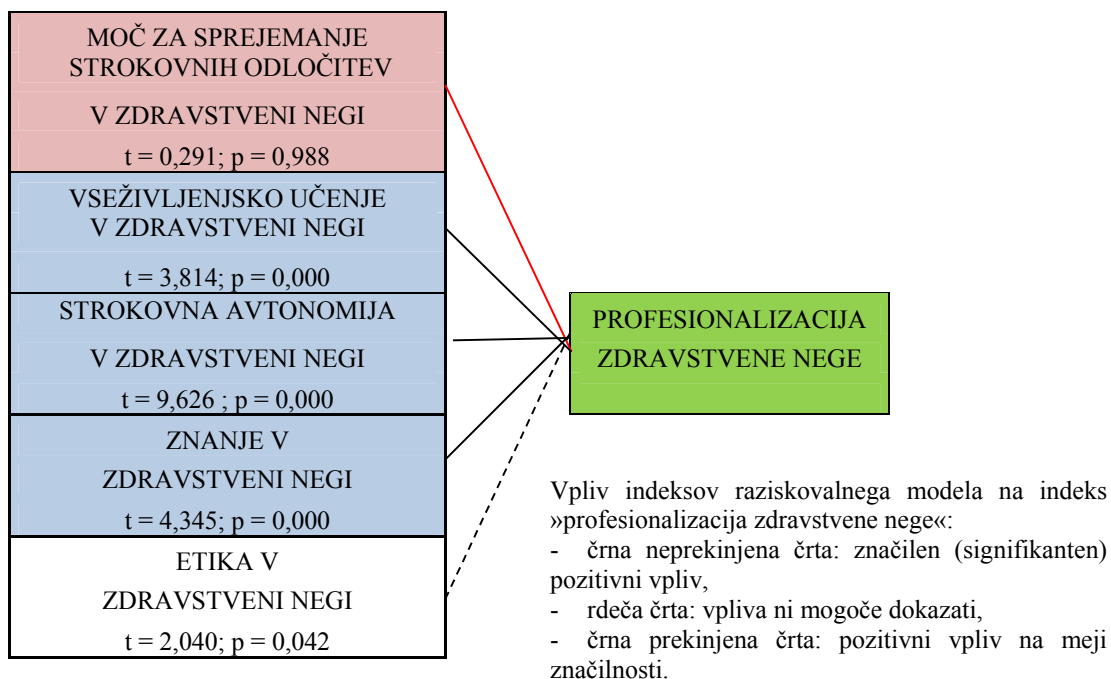 MOČ ZA SPREJEMANJE
STROKOVNIH ODLOČITEV
V ZDRAVSTVENI NEGI
t = 0,291; p = 0,988
VSEŽIVLJENJSKO UČENJE
V ZDRAVSTVENI NEGI
t = 3,814; p = 0,000
STROKOVNA AVTONOMIJA
V ZDRAVSTVENI NEGI
t = 9,626 ; p = 0,000
ZNANJE V
ZDRAVSTVENI NEGI
t = 4,345; p = 0,000
ETIKA V
ZDRAVSTVENI NEGI
t = 2,040; p = 0,042
PROFESIONALIZACIJA
ZDRAVSTVENE NEGE
Vpliv indeksov raziskovalnega modela na indeks
»profesionalizacija zdravstvene nege«:
- črna neprekinjena črta: značilen (signifikanten)
pozitivni vpliv,
- rdeča črta: vpliva ni mogoče dokazati,
- črna prekinjena črta: pozitivni vpliv na meji
značilnosti.